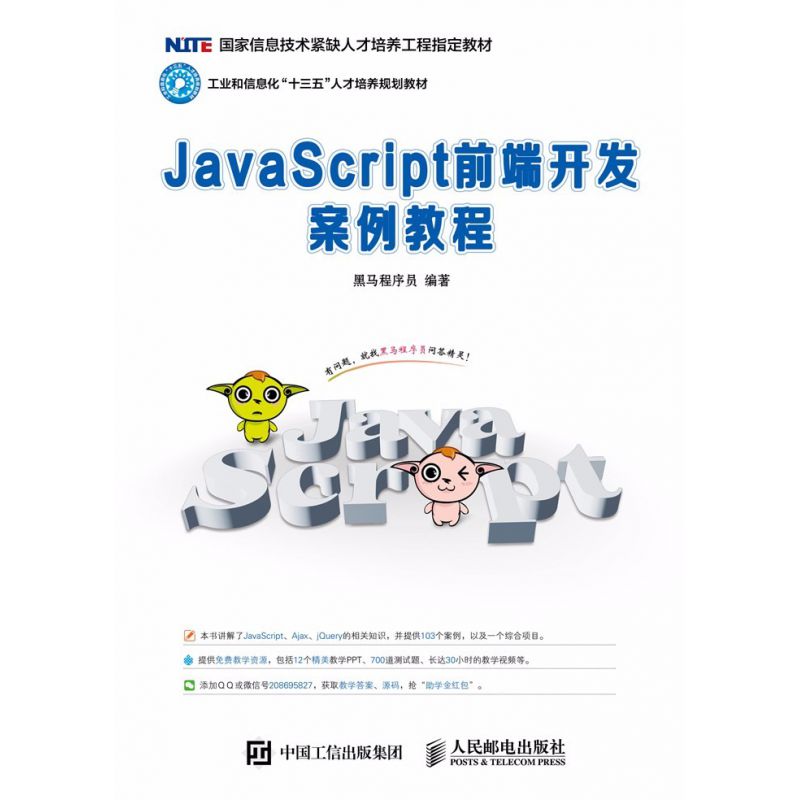 NITE 国家信息技术紧缺人才培养工程指定教材
工业和信息化“十三五”人才培养规划教材
JavaScript前端开发
案例教程
黑马程序员 编著
有问题，就找黑马程序员问答精灵！
Java
Script
本书讲解了JavaScript、Ajax、jQuery的相关知识，并提供103个案例，以及一个综合项目。
提供免费教学资源，包括12个精美教学PPT、700道测试题、长达30小时的教学视频等。
添加QQ或微信号208695827，获取教学答案、源码，抢“助学金红包”。
中国工信出版集团
人民邮电出版社
POSTS & TELECOM PRESS